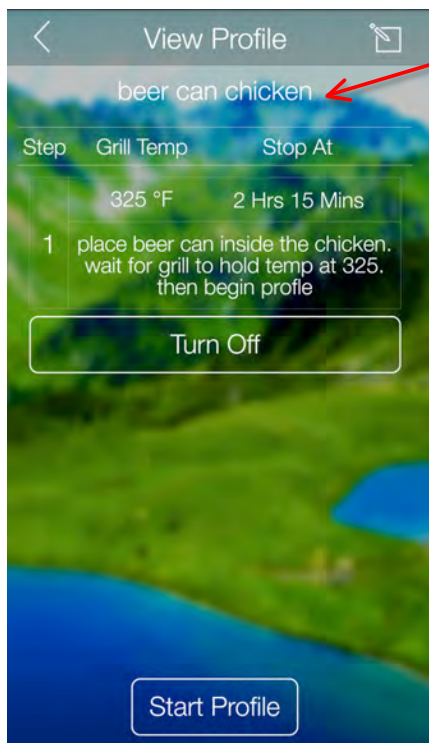 View Profile
beer can chicken
Step Grill Temp Stop At
325 °F 2 Hrs 15 Mins
1 place beer can inside the chicken.
wait for grill to hold temp at 325.
then begin profle
Turn Off
Start Profile